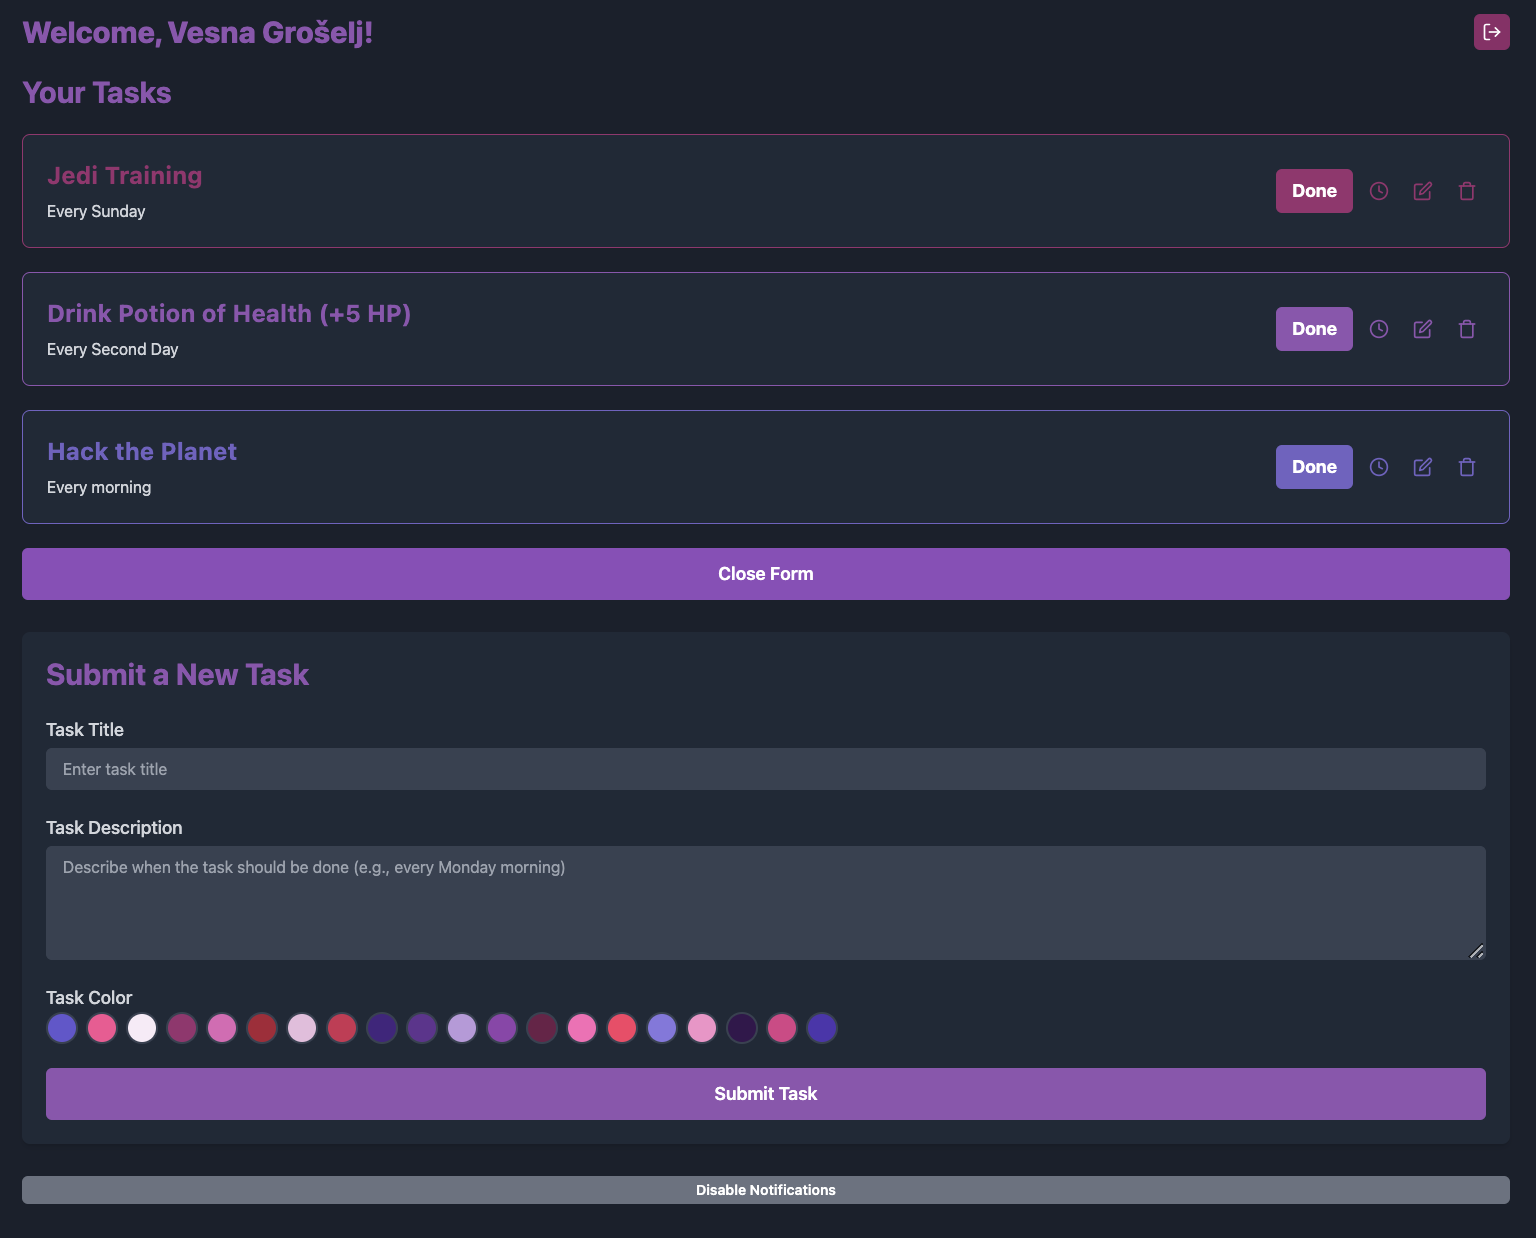 Welcome, Vesna Grošelj!
Your Tasks
Jedi Training
Every Sunday
Done
Drink Potion of Health (+5 HP)
Every Second Day
Done
Hack the Planet
Every morning
Done
Close Form
Submit a New Task
Task Title
Enter task title
Task Description
Describe when the task should be done (e.g., every Monday morning)
Task Color
Submit Task
Disable Notifications